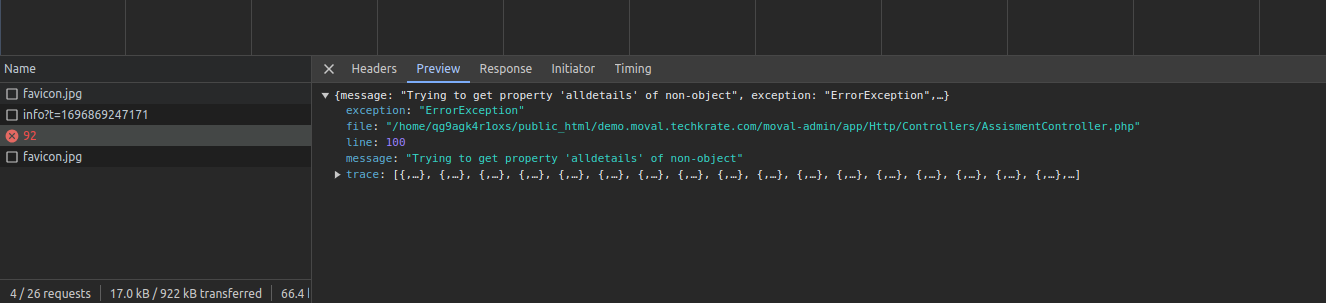 Name
Headers Preview Response Initiator Timing
favicon.jpg
info?t=1696869247171
92
favicon.jpg
{message: "Trying to get property 'alldetails' of non-object", exception: "ErrorException",…}
exception: "ErrorException"
file: "/home/qg9agk4r1oxs/public_html/demo.moval.techkrate.com/moval-admin/app/Http/Controllers/AssismentController.php"
line: 100
message: "Trying to get property 'alldetails' of non-object"
trace: [{,…}, {,…}, {,…}, {,…}, {,…}, {,…}, {,…}, {,…}, {,…}, {,…}, {,…}, {,…}, {,…}, {,…}, {,…}, {,…}, {,…},…]
4 / 26 requests 17.0 kB / 922 kB transferred 66.4